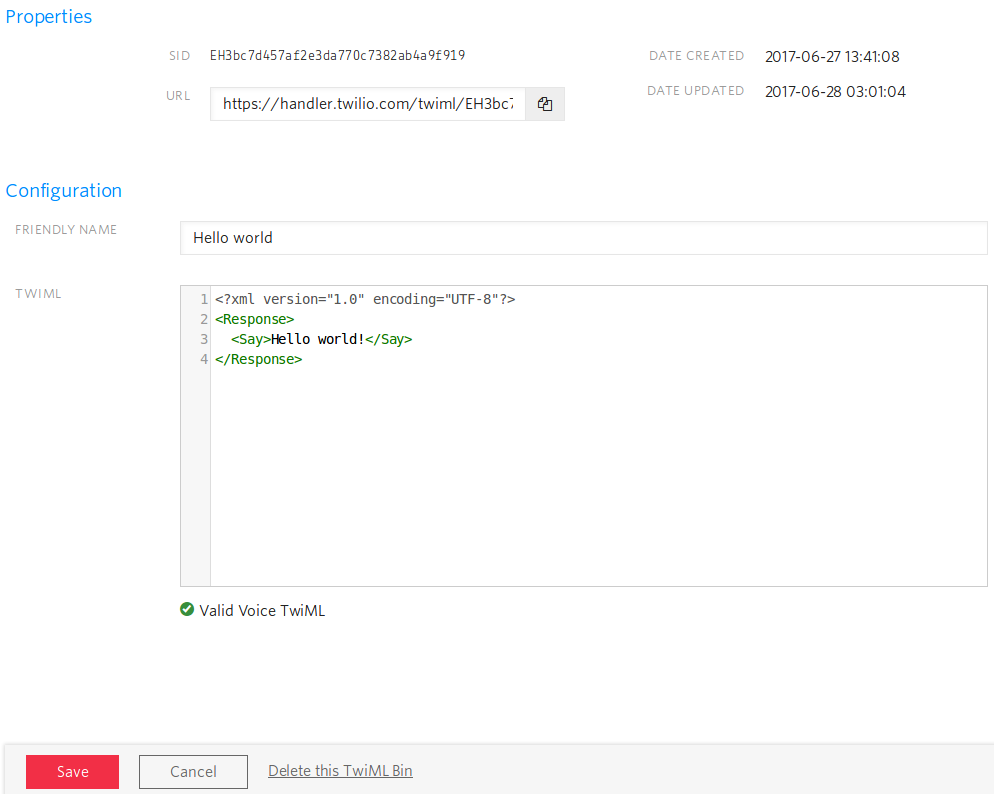 Properties
SID EH3bc7d457af2e3da770c7382ab4a9f919 DATE CREATED 2017-06-27 13:41:08
URL https://handler.twilio.com/twiml/EH3bc7 DATE UPDATED 2017-06-28 03:01:04
Configuration
FRIENDLY NAME Hello world
TWIML
1 <?xml version="1.0" encoding="UTF-8"?>
2 <Response>
3   <Say>Hello world!</Say>
4 </Response>
Valid Voice TwiML
Save Cancel Delete this TwiML Bin